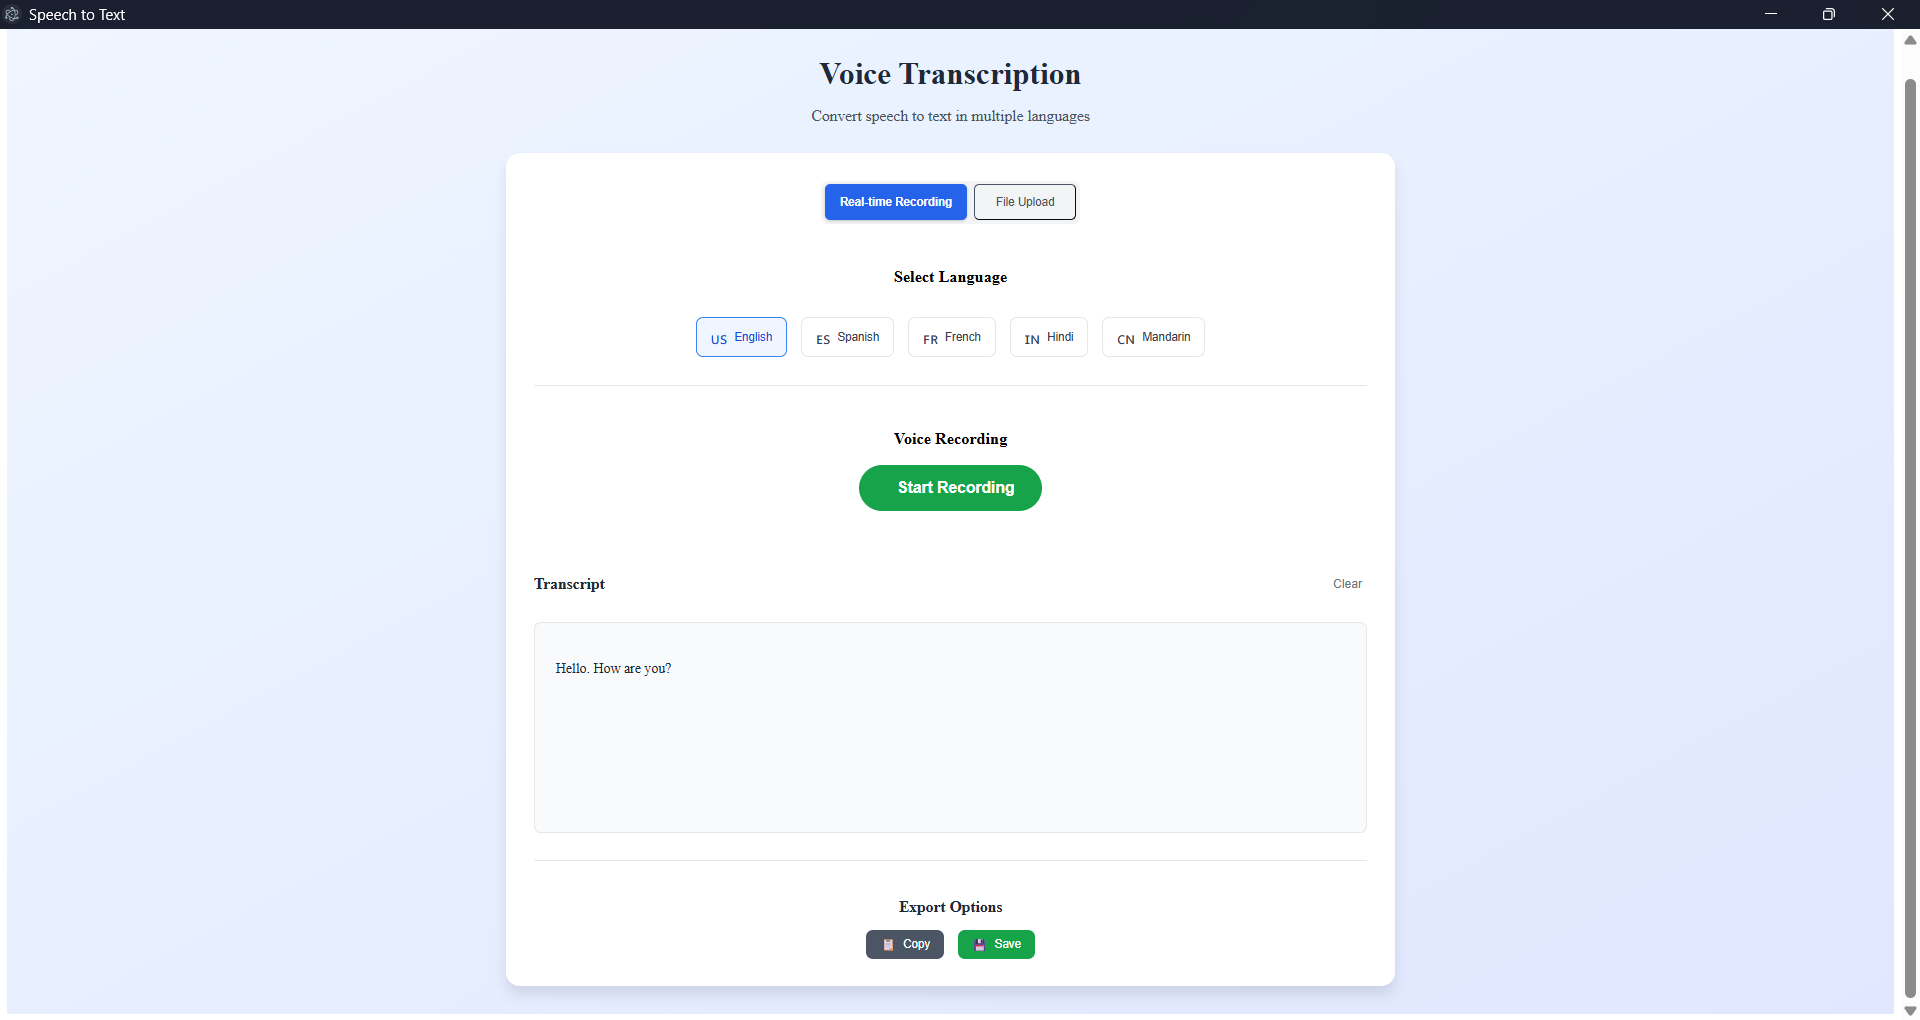 Speech to Text
Voice Transcription
Convert speech to text in multiple languages
Real-time Recording File Upload
Select Language
US English ES Spanish FR French IN Hindi CN Mandarin
Voice Recording
Start Recording
Transcript Clear
Hello. How are you?
Export Options
Copy Save